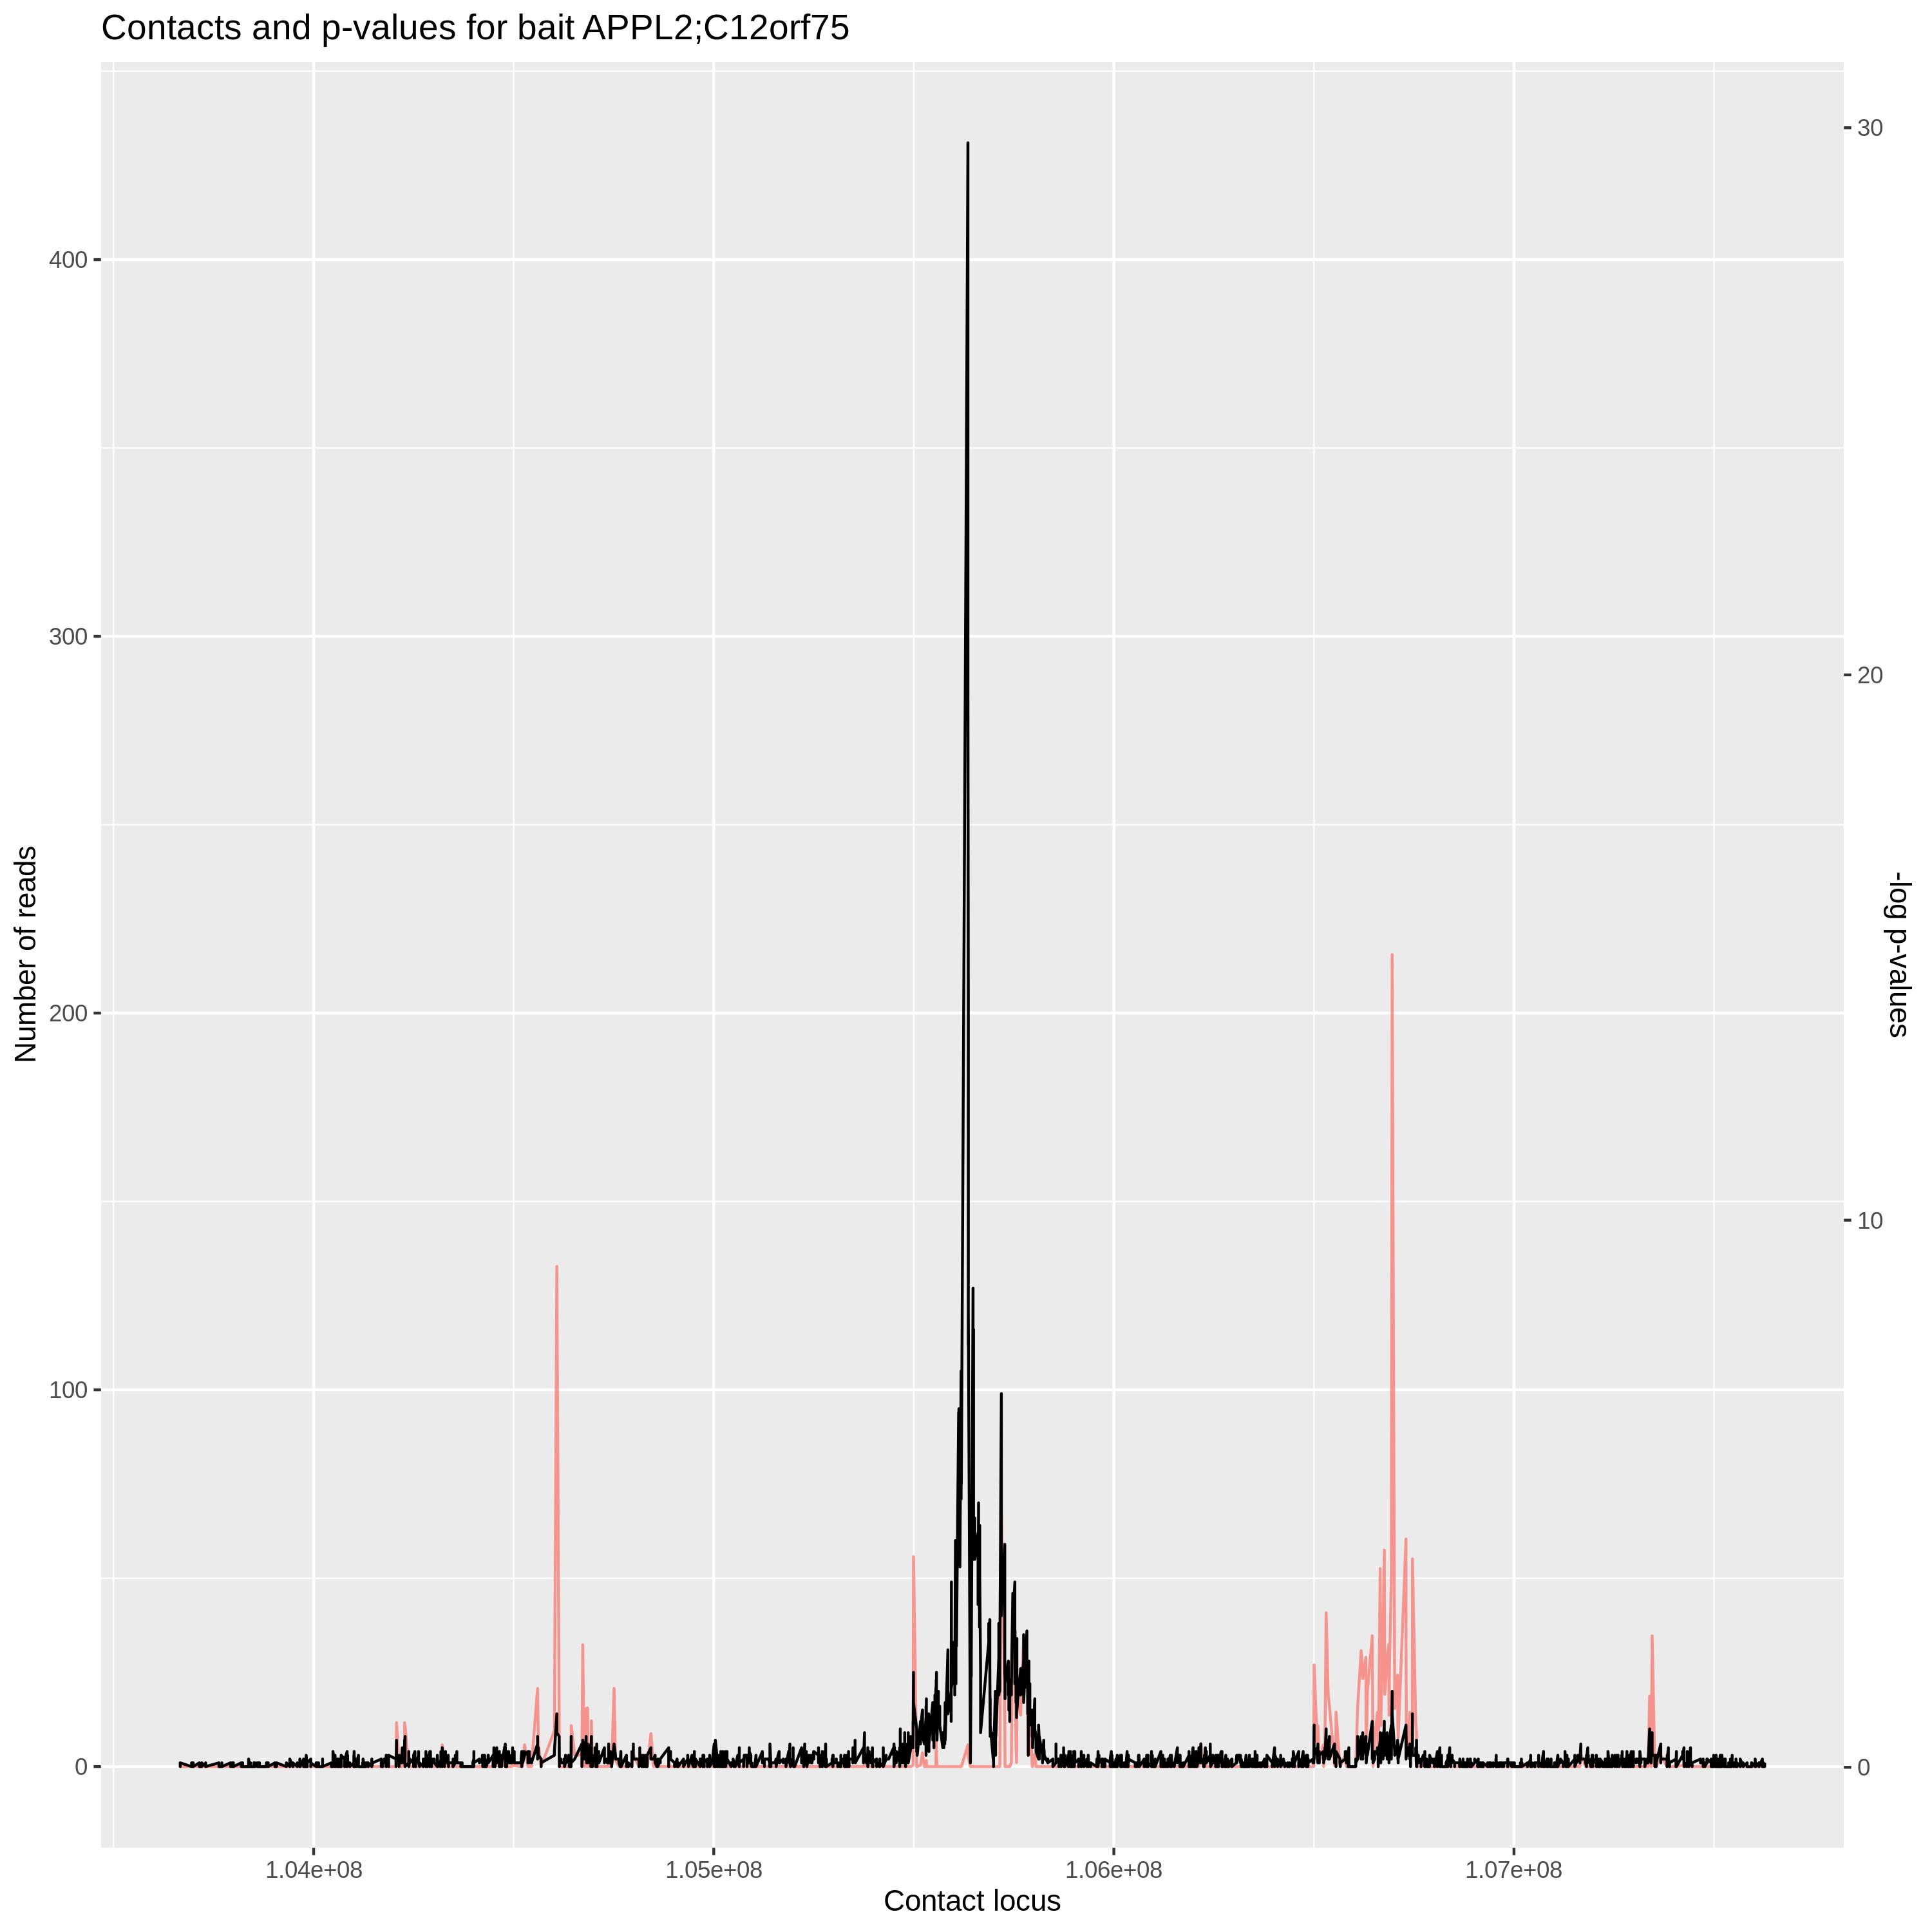 Contacts and p-values for bait APPL2;C12orf75
400
300
200
100
0
Number of reads
30
20
10
0
-log p-values
1.04e+08
1.05e+08
1.06e+08
1.07e+08
Contact locus